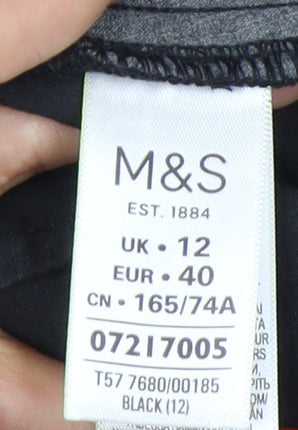 M&S
EST. 1884
UK • 12
EUR • 40
CN • 165/74A
07217005
T57 7680/00185
BLACK (12)